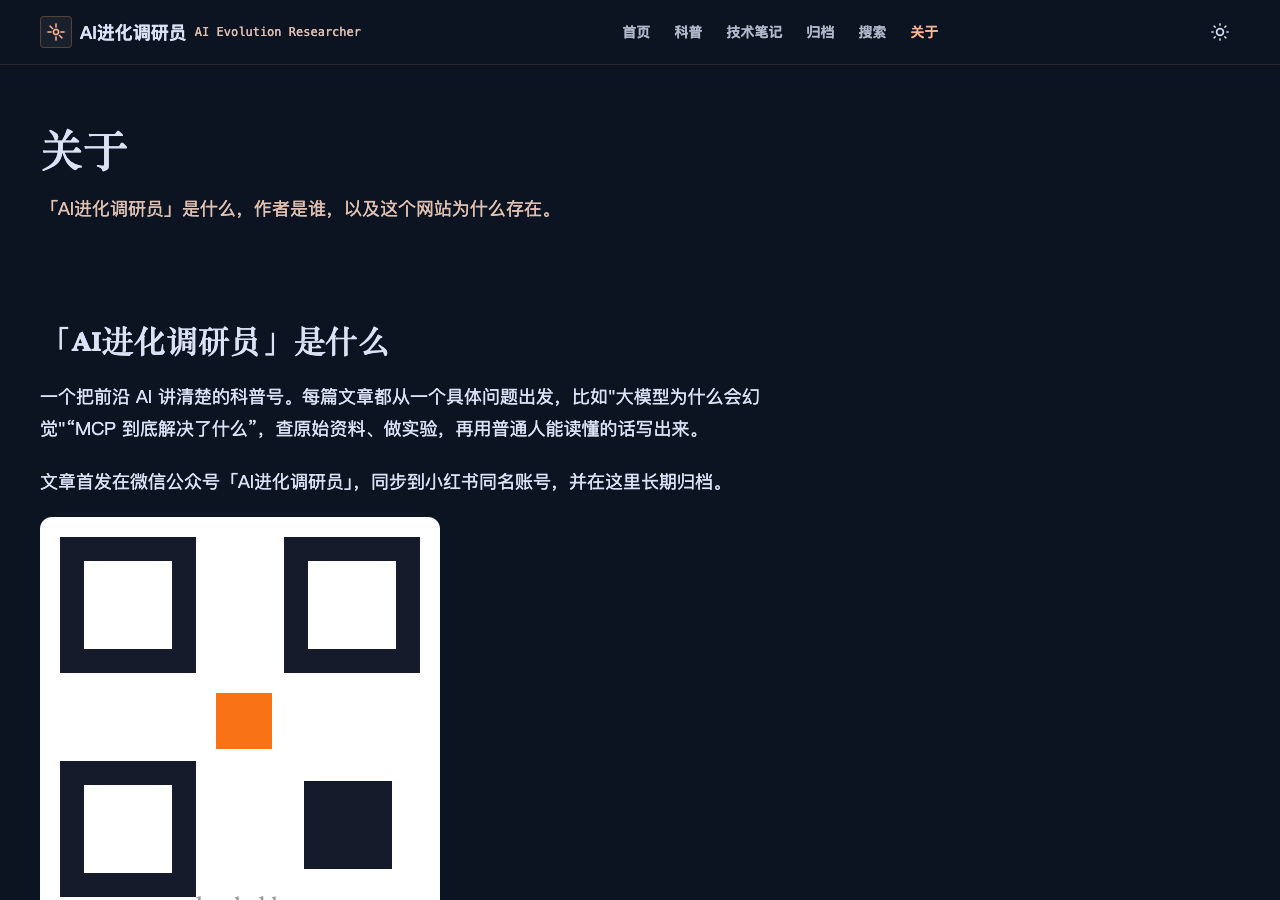 AI进化调研员 AI Evolution Researcher 首页 科普 技术笔记 归档 搜索 关于
关于
「AI进化调研员」是什么，作者是谁，以及这个网站为什么存在。
「AI进化调研员」是什么
一个把前沿 AI 讲清楚的科普号。每篇文章都从一个具体问题出发，比如"大模型为什么会幻
觉"“MCP 到底解决了什么”，查原始资料、做实验，再用普通人能读懂的话写出来。
文章首发在微信公众号「AI进化调研员」，同步到小红书同名账号，并在这里长期归档。